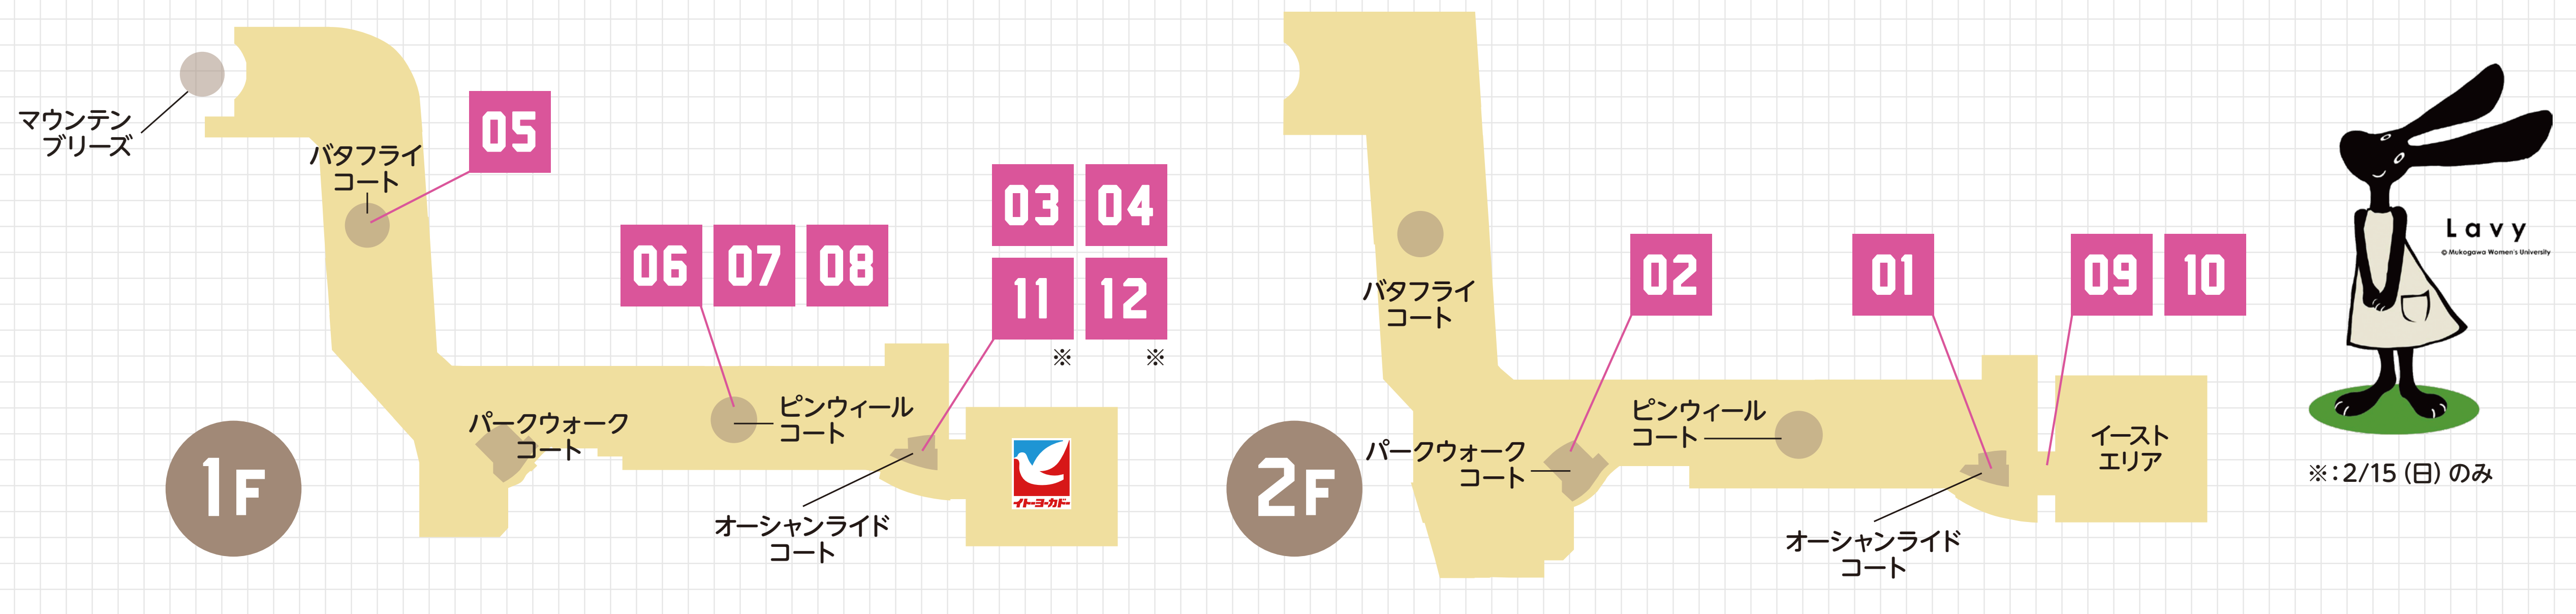 マウンテン
ブリーズ
バタフライ
コート
05
06 07 08
03 04
11 12
※ ※
パークウォーク
コート
ピンウィール
コート
オーシャンライド
コート
イトーヨーカドー
1F
バタフライ
コート
02
01
09 10
パークウォーク
コート
ピンウィール
コート
オーシャンライド
コート
イースト
エリア
2F
Lavy
© Mukogawa Women's University
※：2/15（日）のみ